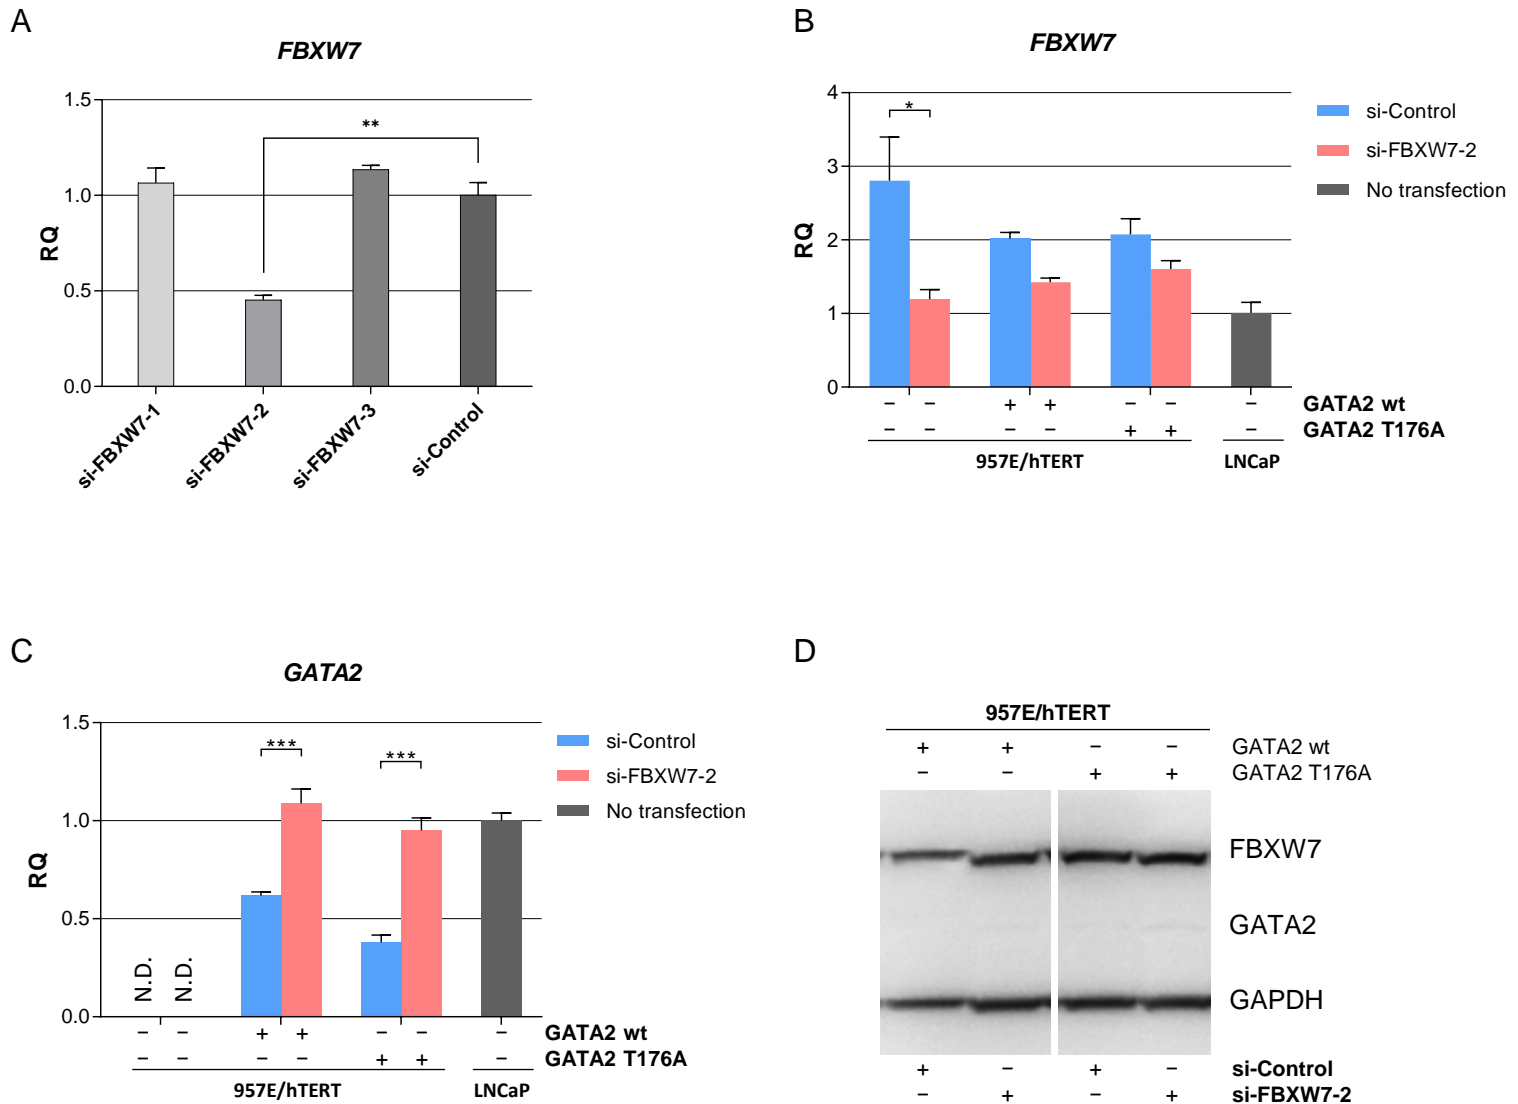 A
FBXW7
1.5
**
1.0
RQ
0.5
0.0
si-FBXW7-1
si-FBXW7-2
si-FBXW7-3
si-Control
B
FBXW7
4
*
3
RQ
2
1
0
si-Control
si-FBXW7-2
No transfection
− − + + − − − GATA2 wt
− − − − + + − GATA2 T176A
957E/hTERT LNCaP
C
GATA2
1.5
*** ***
1.0
RQ
0.5
N.D. N.D.
0.0
si-Control
si-FBXW7-2
No transfection
− − + + − − − GATA2 wt
− − − − + + − GATA2 T176A
957E/hTERT LNCaP
D
957E/hTERT
+ + − − GATA2 wt
− − + + GATA2 T176A
FBXW7
GATA2
GAPDH
+ − + − si-Control
− + − + si-FBXW7-2